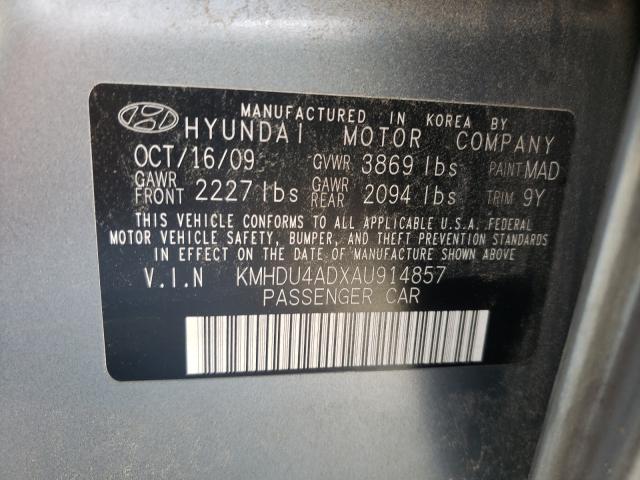 MANUFACTURED IN KOREA BY
HYUNDAI MOTOR COMPANY
OCT/16/09 GVWR 3869 lbs PAINT MAD
GAWR FRONT 2227 lbs GAWR REAR 2094 lbs TRIM 9Y
THIS VEHICLE CONFORMS TO ALL APPLICABLE U.S.A. FEDERAL
MOTOR VEHICLE SAFETY, BUMPER, AND THEFT PREVENTION
STANDARDS IN EFFECT ON THE DATE OF MANUFACTURE SHOWN ABOVE
V.I.N KMHDU4ADXAU914857
PASSENGER CAR